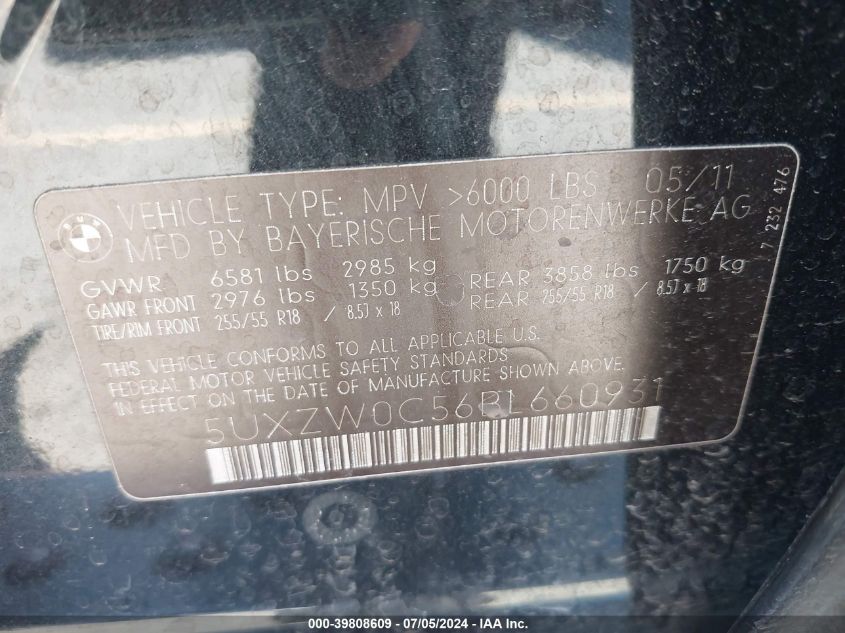 BMW
VEHICLE TYPE: MPV >6000 LBS 05/11
MFD BY BAYERISCHE MOTORENWERKE AG
GVWR 6581 lbs 2985 kg
GAWR FRONT 2976 lbs 1350 kg REAR 3858 lbs 1750 kg
TIRE/RIM FRONT 255/55 R18 / 8.5J x 18 REAR 255/55 R18 / 8.5J x 18
THIS VEHICLE CONFORMS TO ALL APPLICABLE U.S.
FEDERAL MOTOR VEHICLE SAFETY STANDARDS
IN EFFECT ON THE DATE OF MANUFACTURE SHOWN ABOVE.
5UXZW0C56BL660931
7 232 476
000-39808609 - 07/05/2024 - IAA Inc.